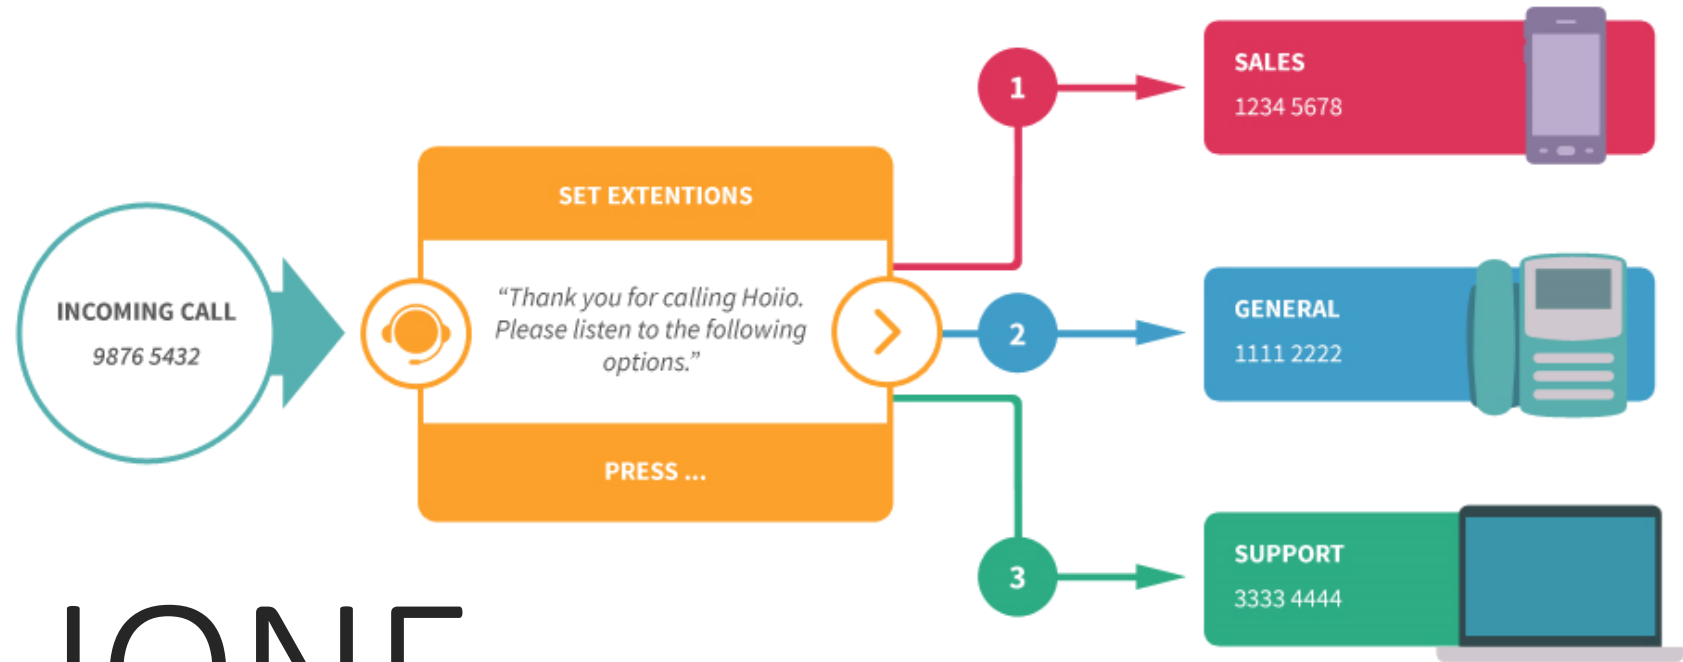 INCOMING CALL
9876 5432
SET EXTENTIONS
“Thank you for calling Hoiio.
Please listen to the following
options.”
PRESS ...
1
SALES
1234 5678
2
GENERAL
1111 2222
3
SUPPORT
3333 4444